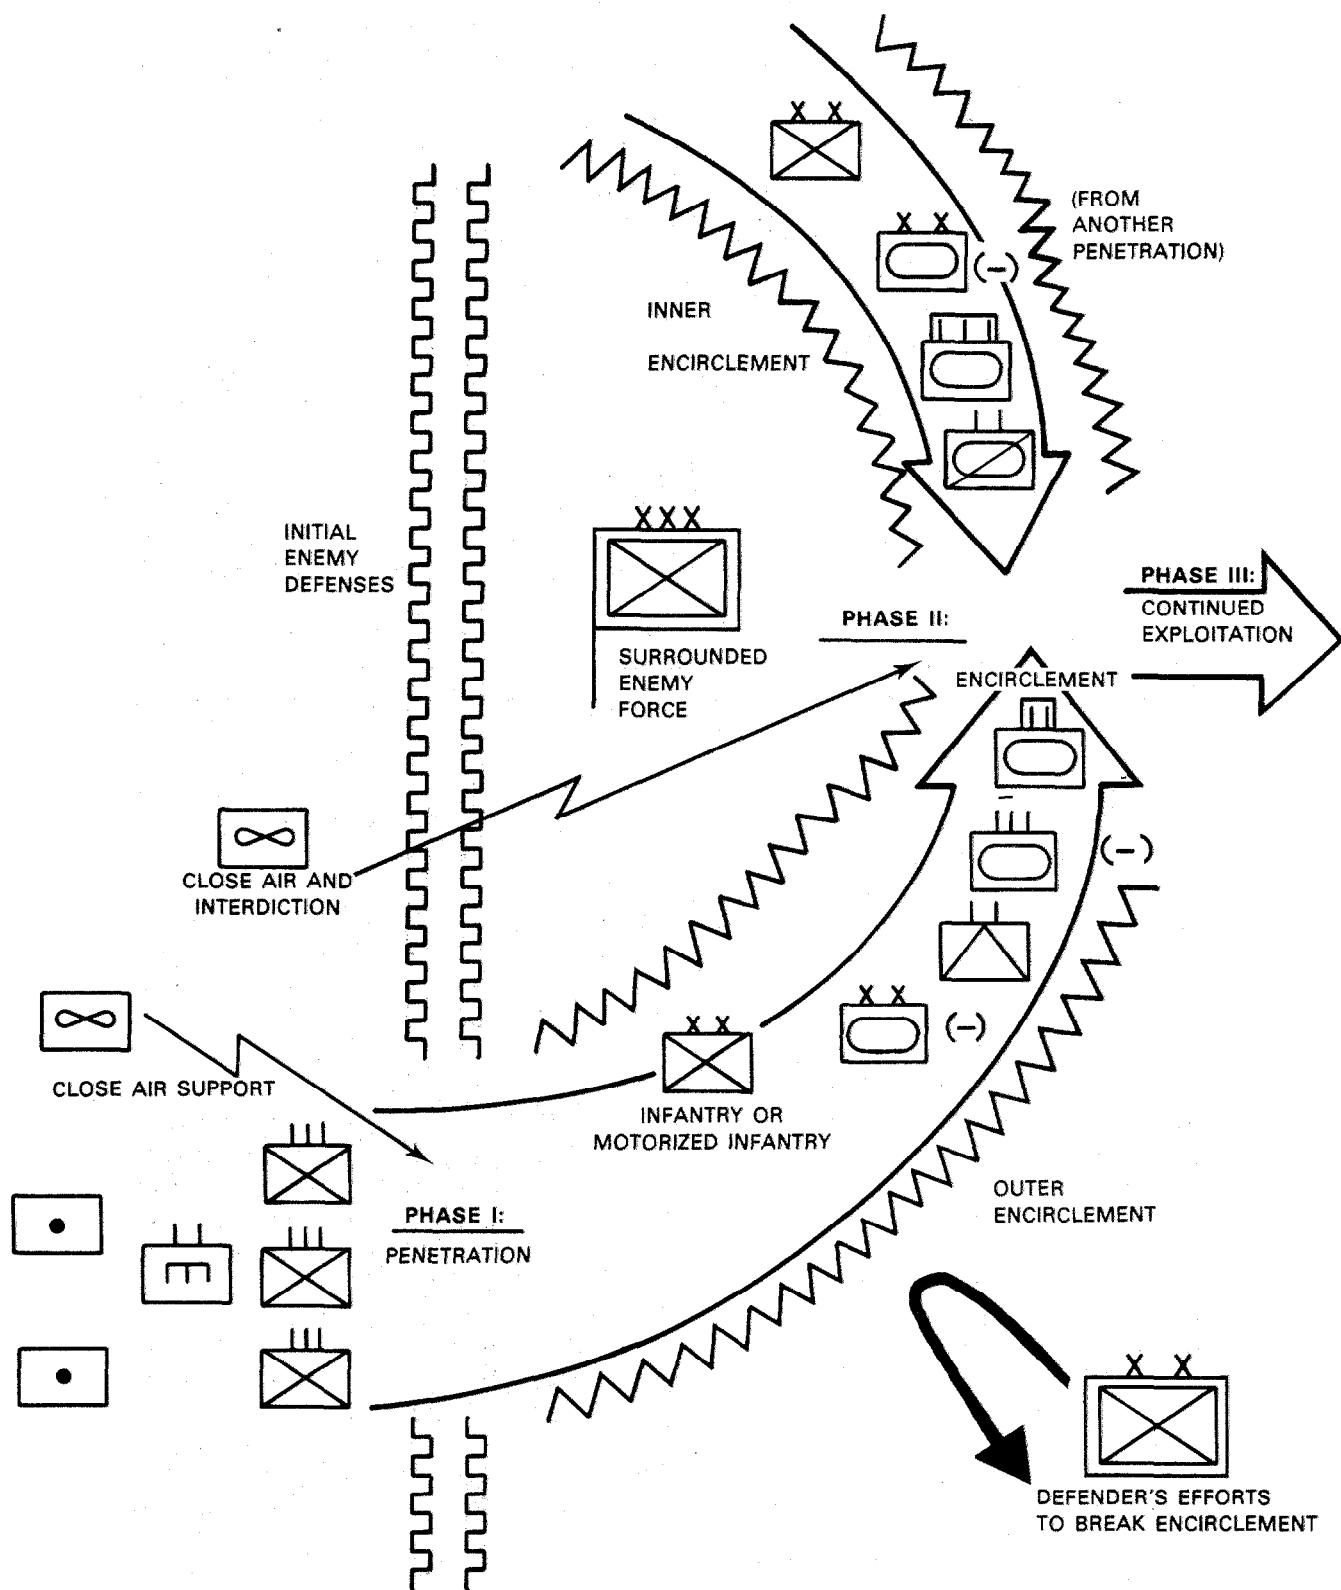 (FROM
ANOTHER
PENETRATION)
INNER
ENCIRCLEMENT
INITIAL
ENEMY
DEFENSES
SURROUNDED
ENEMY
FORCE
PHASE II:
ENCIRCLEMENT
PHASE III:
CONTINUED
EXPLOITATION
CLOSE AIR AND
INTERDICTION
CLOSE AIR SUPPORT
INFANTRY OR
MOTORIZED INFANTRY
PHASE I:
PENETRATION
OUTER
ENCIRCLEMENT
DEFENDER'S EFFORTS
TO BREAK ENCIRCLEMENT